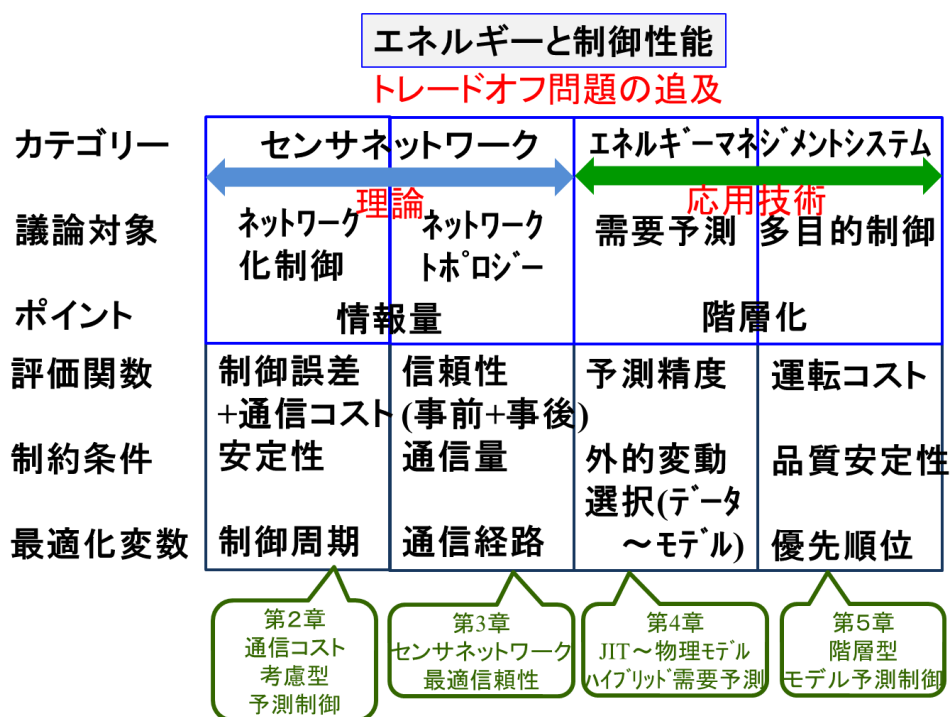 エネルギーと制御性能
トレードオフ問題の追及
カテゴリー センサネットワーク エネルギーマネジメントシステム
理論 応用技術
議論対象 ネットワーク化制御 ネットワークトポロジー 需要予測 多目的制御
ポイント 情報量 階層化
評価関数 制御誤差 信頼性 予測精度 運転コスト
+通信コスト (事前+事後)
制約条件 安定性 通信量 外的変動 品質安定性
選択(データ
最適化変数 制御周期 通信経路 ～モデル) 優先順位
第2章
通信コスト
考慮型
予測制御
第3章
センサネットワーク
最適信頼性
第4章
JIT～物理モデル
ハイブリッド需要予測
第5章
階層型
モデル予測制御